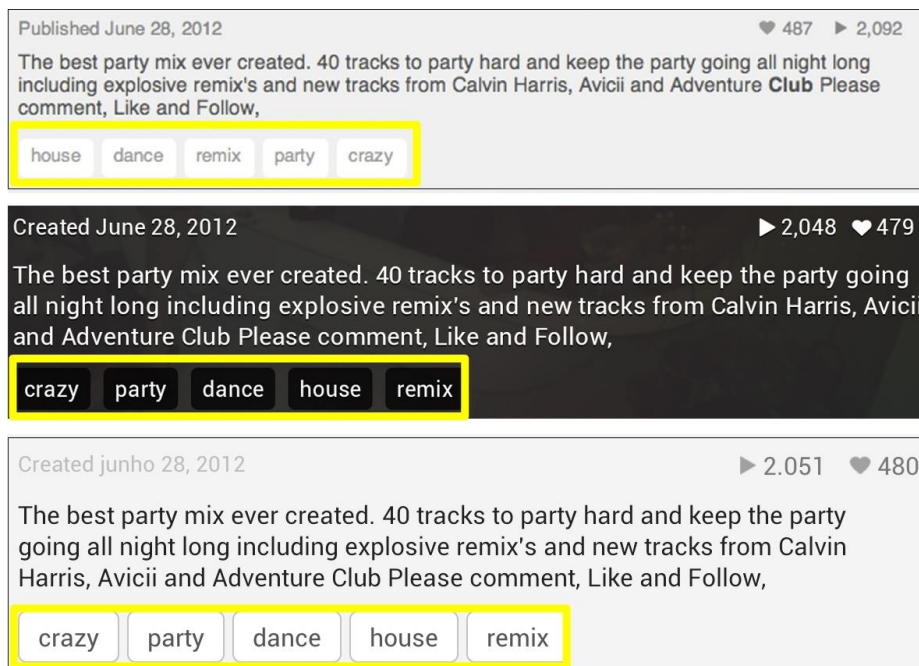 Published June 28, 2012 487 2,092
The best party mix ever created. 40 tracks to party hard and keep the party going all night long
including explosive remix's and new tracks from Calvin Harris, Avicii and Adventure Club Please
comment, Like and Follow,
house dance remix party crazy
Created June 28, 2012 2,048 479
The best party mix ever created. 40 tracks to party hard and keep the party going
all night long including explosive remix's and new tracks from Calvin Harris, Avicii
and Adventure Club Please comment, Like and Follow,
crazy party dance house remix
Created junho 28, 2012 2.051 480
The best party mix ever created. 40 tracks to party hard and keep the party
going all night long including explosive remix's and new tracks from Calvin
Harris, Avicii and Adventure Club Please comment, Like and Follow,
crazy party dance house remix